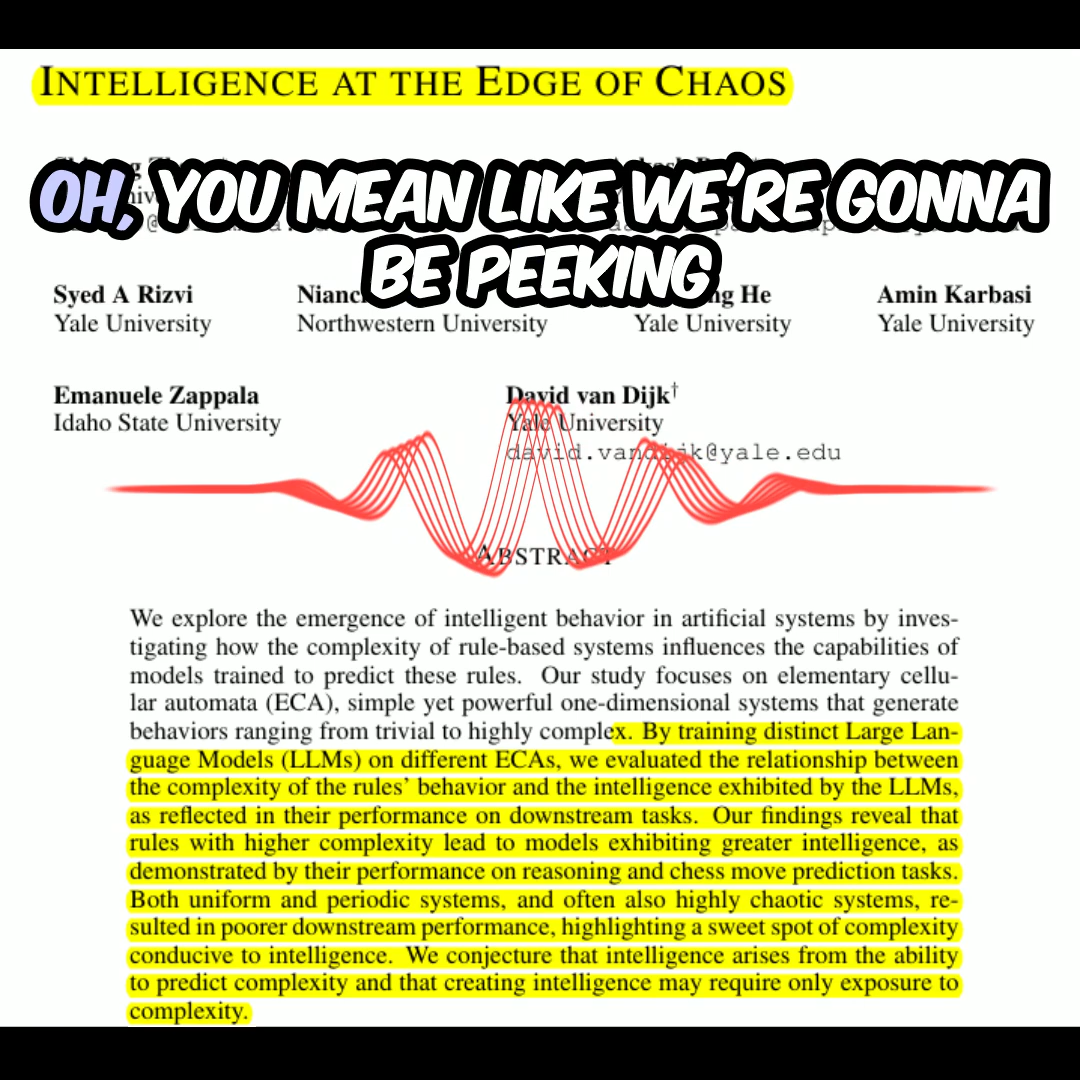 INTELLIGENCE AT THE EDGE OF CHAOS
OH, YOU MEAN LIKE WE'RE GONNA
BE PEEKING
Syed A Rizvi
He
Amin Karbasi
Yale University
Northwestern University
Yale University
Yale University
Emanuele Zappala
David van Dijk†
Idaho State University
Yale University
david.vandijk@yale.edu
ABSTRACT
We explore the emergence of intelligent behavior in artificial systems by inves-
tigating how the complexity of rule-based systems influences the capabilities of
models trained to predict these rules. Our study focuses on elementary cellu-
lar automata (ECA), simple yet powerful one-dimensional systems that generate
behaviors ranging from trivial to highly complex. By training distinct Large Lan-
guage Models (LLMs) on different ECAs, we evaluated the relationship between
the complexity of the rules' behavior and the intelligence exhibited by the LLMs,
as reflected in their performance on downstream tasks. Our findings reveal that
rules with higher complexity lead to models exhibiting greater intelligence, as
demonstrated by their performance on reasoning and chess move prediction tasks.
Both uniform and periodic systems, and often also highly chaotic systems, re-
sulted in poorer downstream performance, highlighting a sweet spot of complexity
conducive to intelligence. We conjecture that intelligence arises from the ability
to predict complexity and that creating intelligence may require only exposure to
complexity.